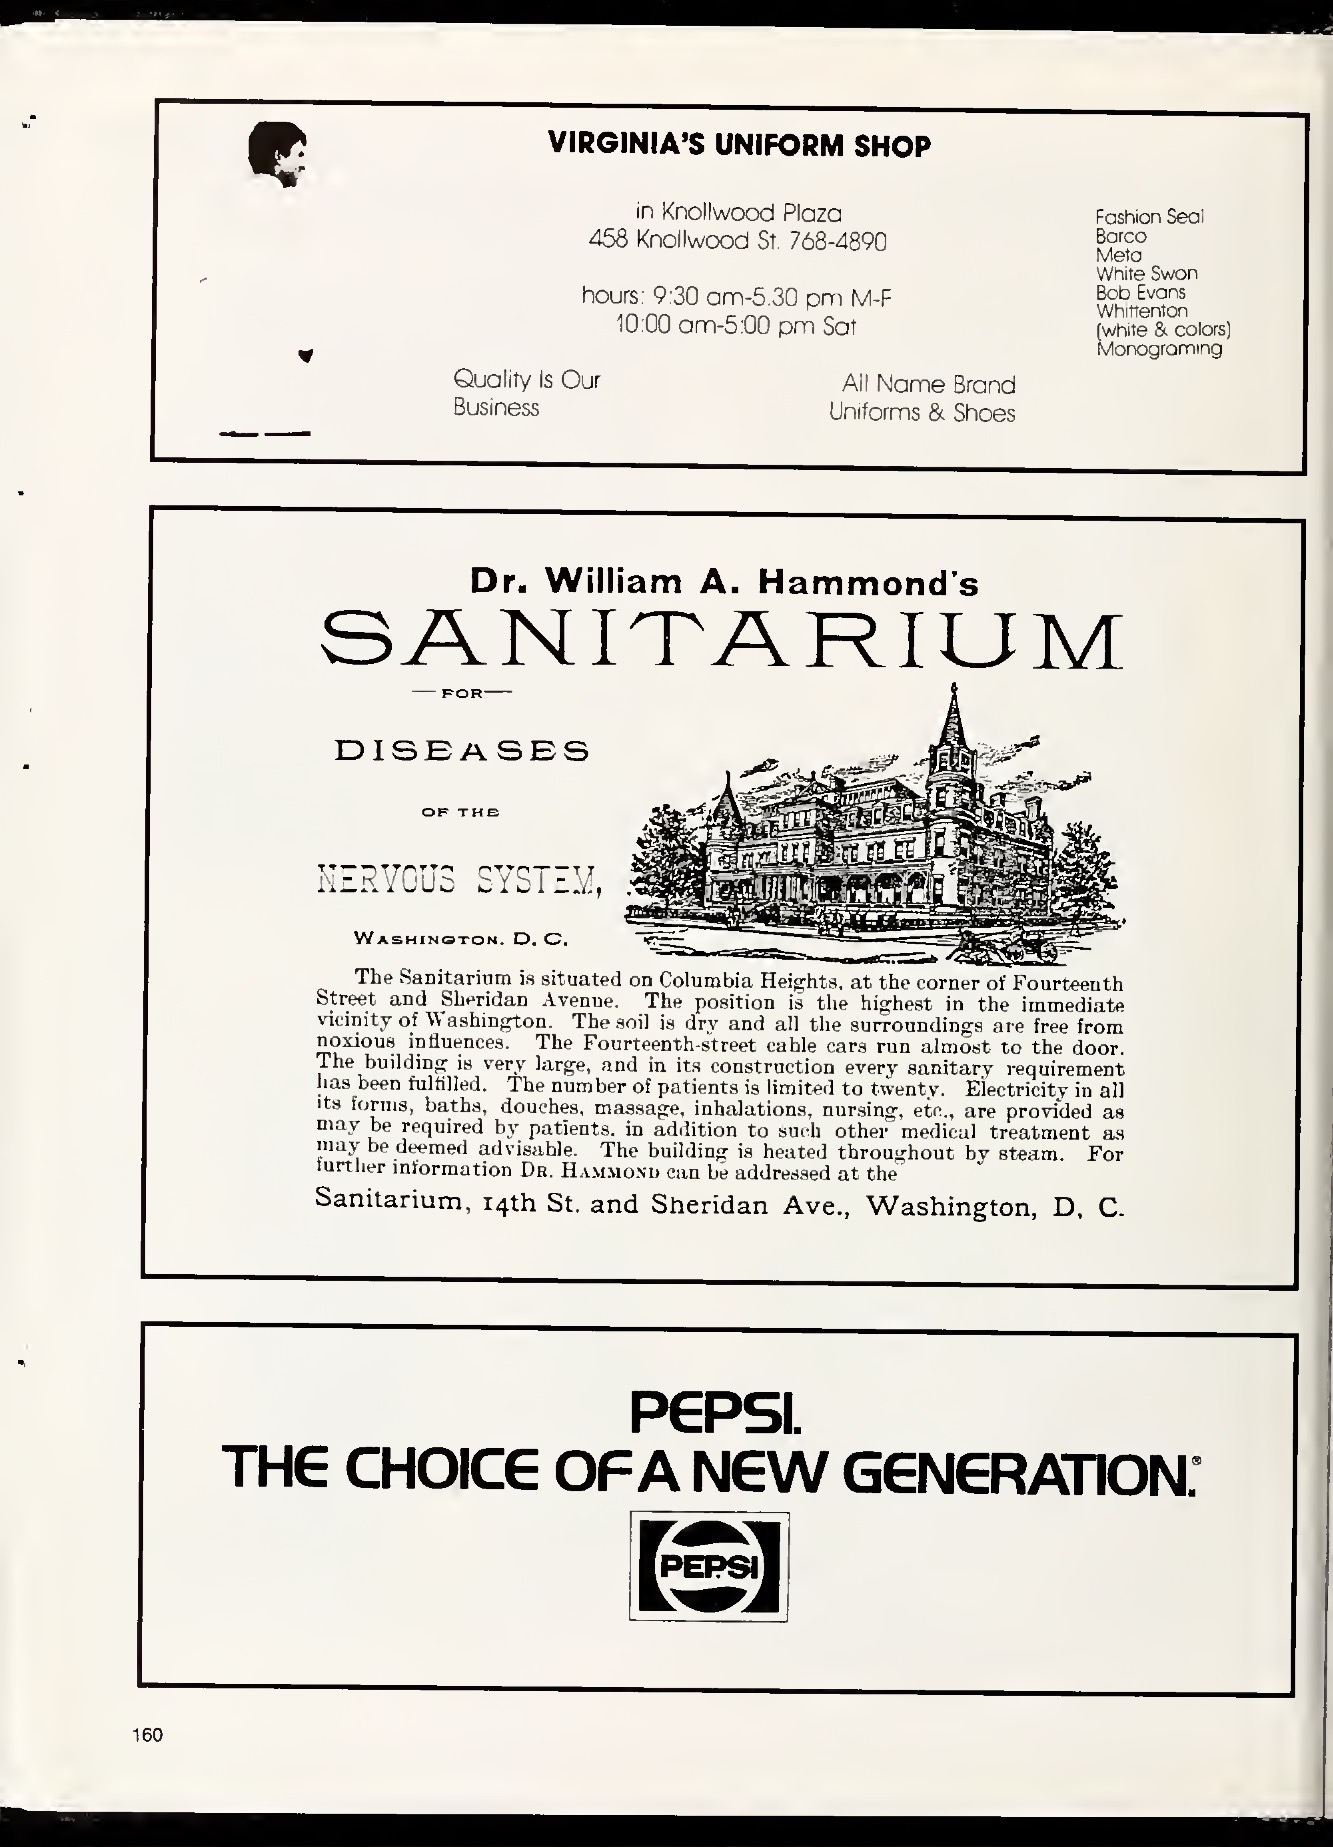 VIRGINIA'S UNIFORM SHOP
in Knollwood Plaza
458 Knollwood St. 768-4890
hours: 9:30 am-5.30 pm M-F
10:00 am-5:00 pm Sat
Quality Is Our
Business
All Name Brand
Uniforms & Shoes
Fashion Seal
Barco
Meta
White Swan
Bob Evans
Whittenton
(white & colors)
Monograming
Dr. William A. Hammond's
SANITARIUM
—FOR—
DISEASES
OF THE
NERVOUS SYSTEM,
WASHINGTON. D. C.
The Sanitarium is situated on Columbia Heights, at the corner of Fourteenth
Street and Sheridan Avenue. The position is the highest in the immediate
vicinity of Washington. The soil is dry and all the surroundings are free from
noxious influences. The Fourteenth-street cable cars run almost to the door.
The building is very large, and in its construction every sanitary requirement
has been fulfilled. The number of patients is limited to twenty. Electricity in all
its forms, baths, douches, massage, inhalations, nursing, etc., are provided as
may be required by patients, in addition to such other medical treatment as
may be deemed advisable. The building is heated throughout by steam. For
further information DR. HAMMOND can be addressed at the
Sanitarium, 14th St. and Sheridan Ave., Washington, D, C.
PEPSI.
THE CHOICE OF A NEW GENERATION.®
PEPSI
160